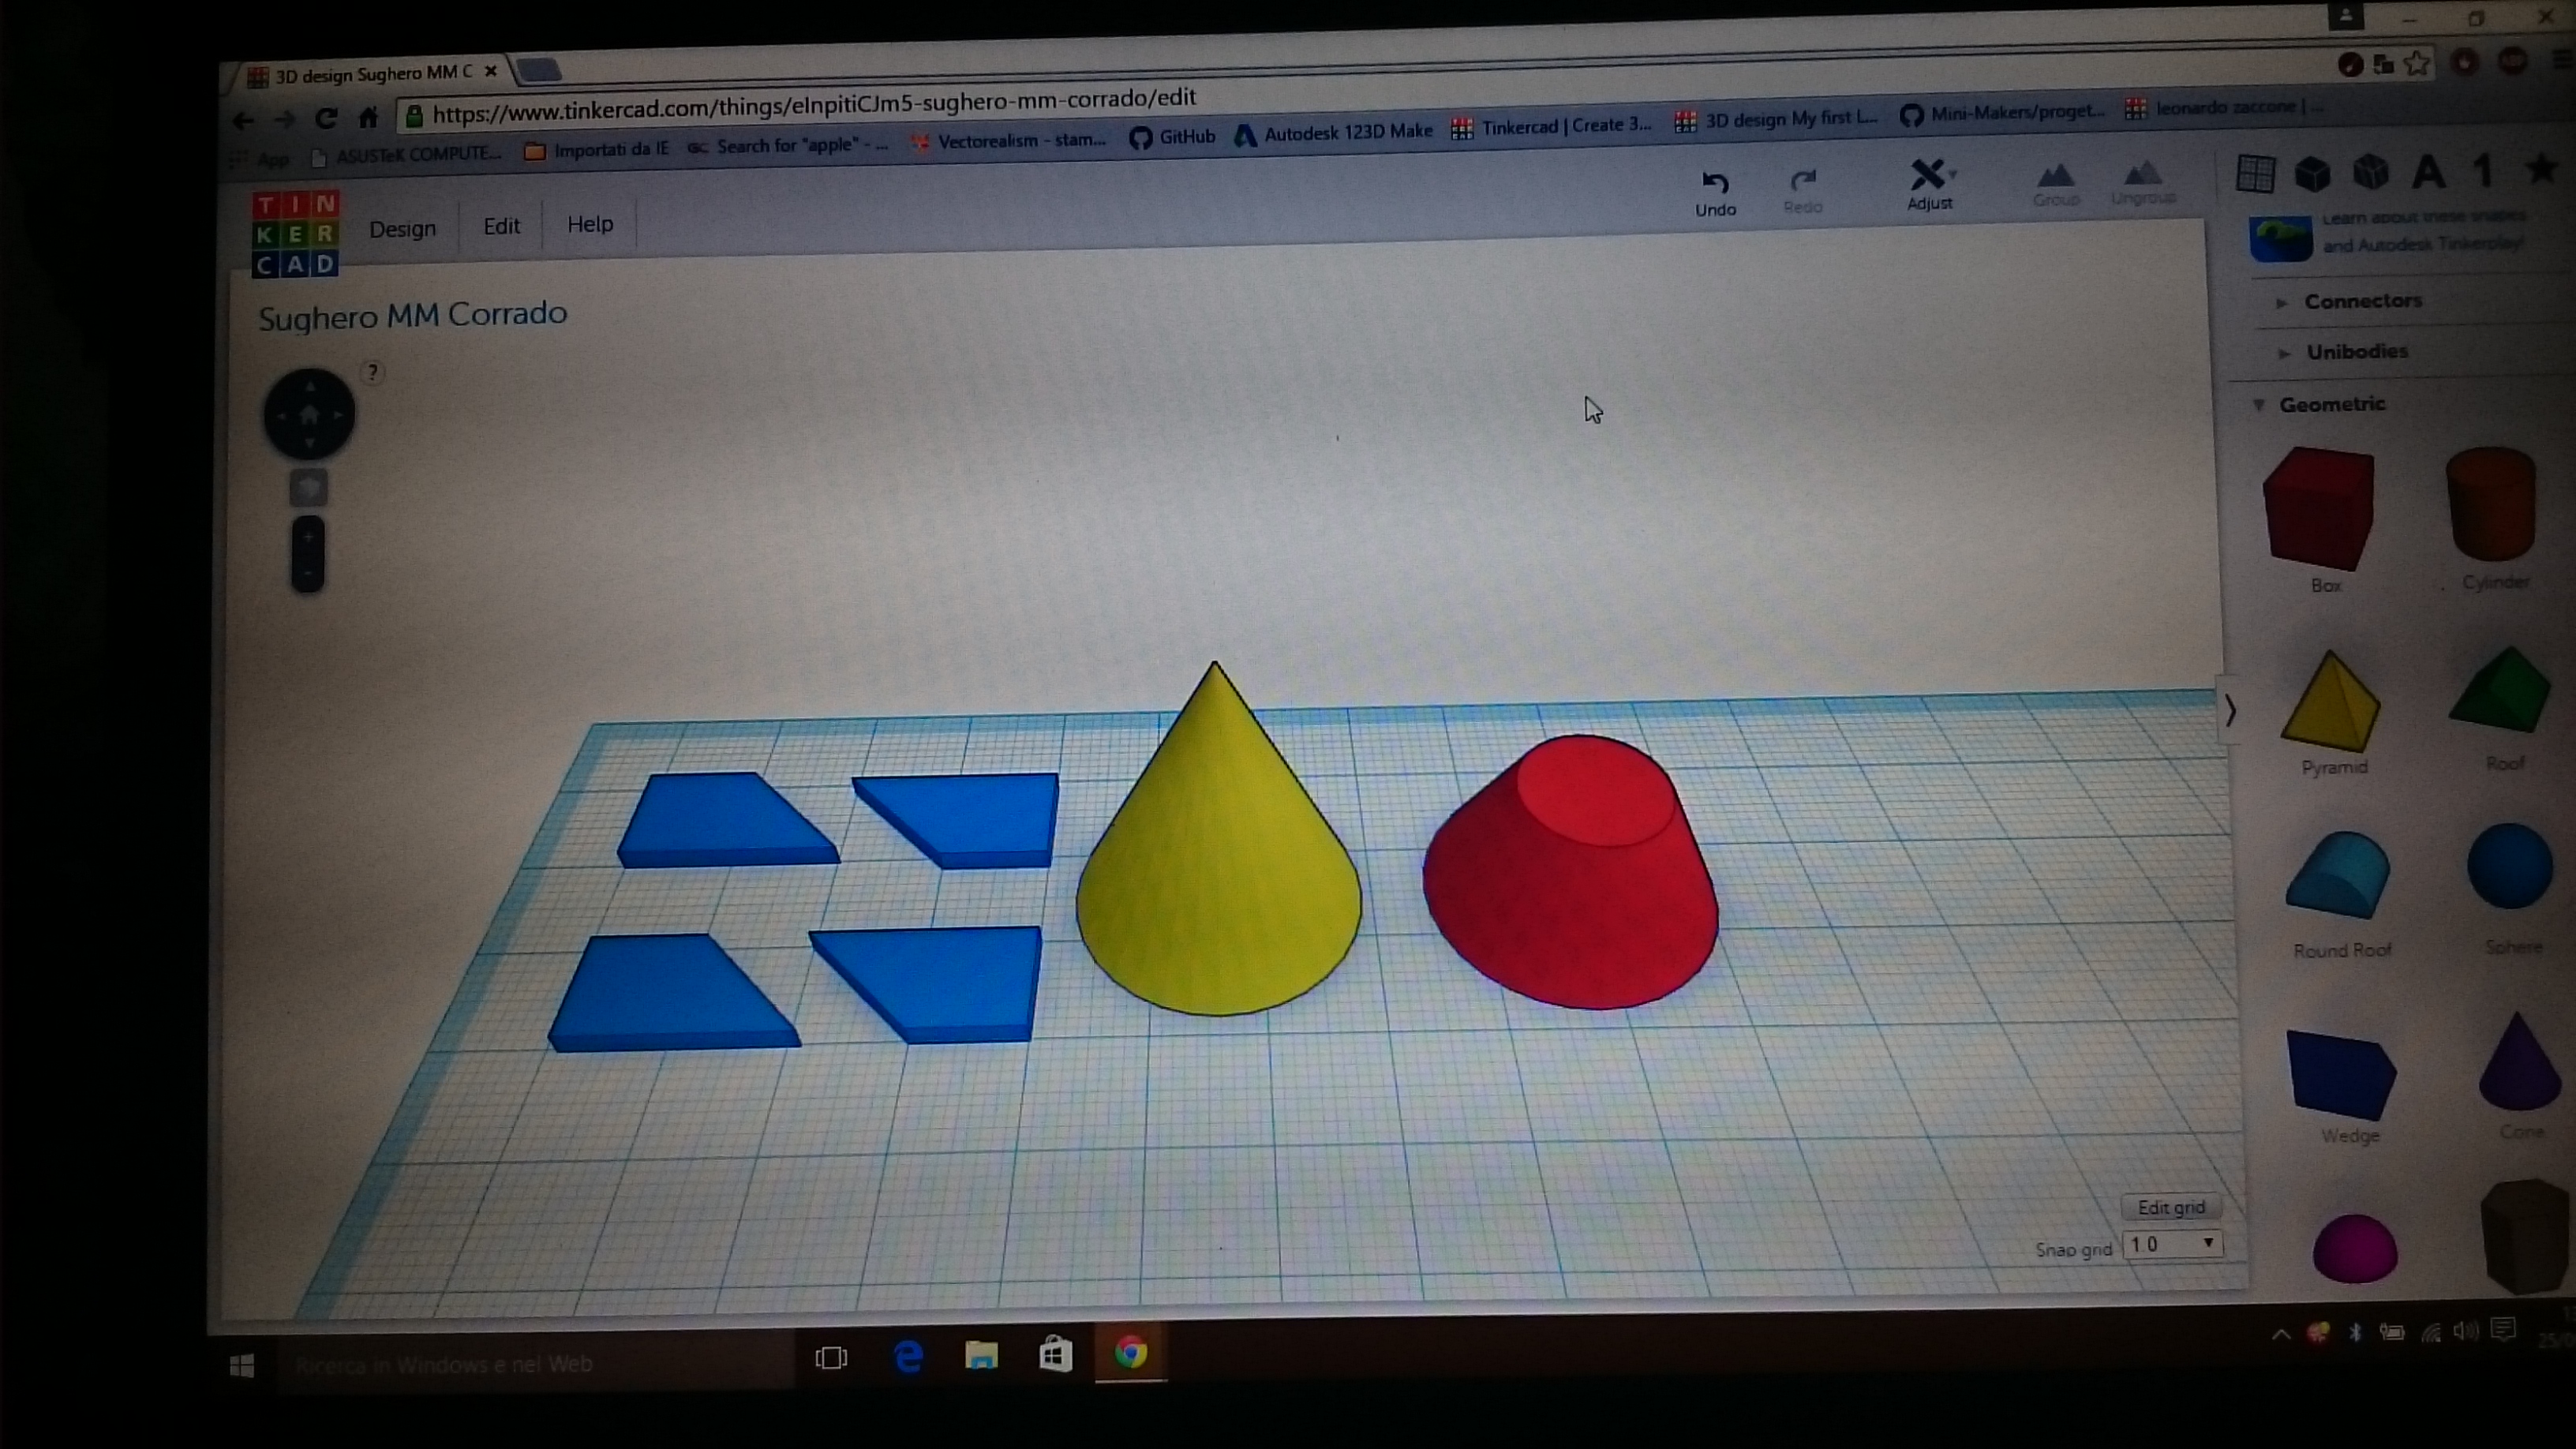 3D design Sughero MM C
https://www.tinkercad.com/things/eInpitiCJm5-sughero-mm-corrado/edit
App ASUSTeK COMPUTE... Importati da IE GC Search for "apple" - ... Vectorealism - stam... GitHub Autodesk 123D Make Tinkercad | Create 3... 3D design My first L... Mini-Makers/proget... leonardo zaccone | ...
TINKERCAD Design Edit Help Undo Redo Adjust Group Ungroup A 1
Learn about these shapes
and Autodesk Tinkerplay!
Sughero MM Corrado
?
Connectors
Unibodies
Geometric
Box Cylinder
Pyramid Roof
Round Roof Sphere
Wedge Cone
Edit grid
Snap grid 1.0
Ricerca in Windows e nel Web